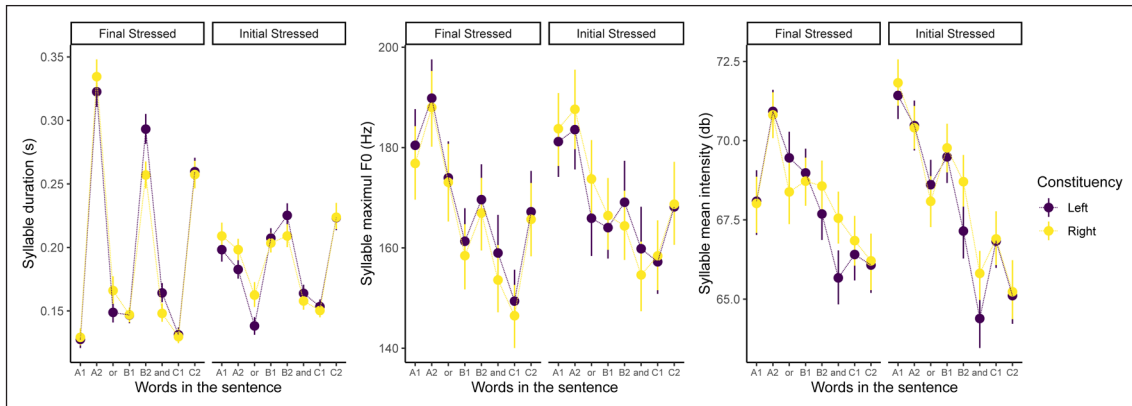 Final Stressed
Initial Stressed
Syllable duration (s)
0.35
0.30
0.25
0.20
0.15
A1 A2 or B1 B2 and C1 C2
A1 A2 or B1 B2 and C1 C2
Words in the sentence
Final Stressed
Initial Stressed
Syllable maximul F0 (Hz)
200
180
160
140
A1 A2 or B1 B2 and C1 C2
A1 A2 or B1 B2 and C1 C2
Words in the sentence
Final Stressed
Initial Stressed
Syllable mean intensity (db)
72.5
70.0
67.5
65.0
A1 A2 or B1 B2 and C1 C2
A1 A2 or B1 B2 and C1 C2
Words in the sentence
Constituency
Left
Right